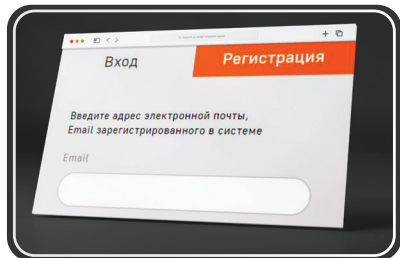 Вход
Регистрация
Введите адрес электронной почты,
Email зарегистрированного в системе
Email